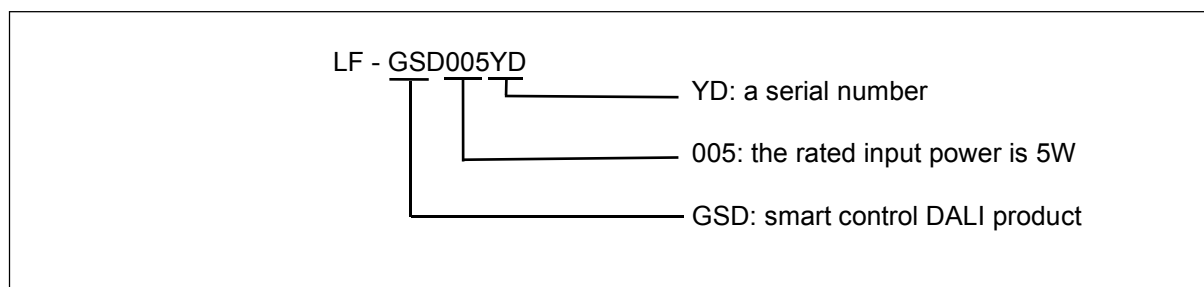 LF - GSD005YD
YD: a serial number
005: the rated input power is 5W
GSD: smart control DALI product